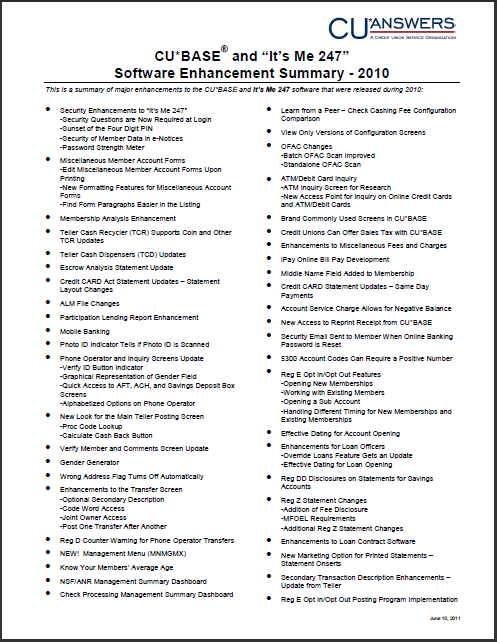 CU*ANSWERS
A CREDIT UNION SERVICE ORGANIZATION
CU*BASE® and “It’s Me 247”
Software Enhancement Summary - 2010
This is a summary of major enhancements to the CU*BASE and It’s Me 247 software that were released during 2010:
• Security Enhancements to “It’s Me 247”
-Security Questions are Now Required at Login
-Sunset of the Four Digit PIN
-Security of Member Data in e-Notices
-Password Strength Meter
• Miscellaneous Member Account Forms
-Edit Miscellaneous Member Account Forms Upon
Printing
-New Formatting Features for Miscellaneous Account
Forms
-Find Form Paragraphs Easier in the Listing
• Membership Analysis Enhancement
• Teller Cash Recycler (TCR) Supports Coin and Other
TCR Updates
• Teller Cash Dispensers (TCD) Updates
• Escrow Analysis Statement Update
• Credit CARD Act Statement Updates – Statement
Layout Changes
• ALM File Changes
• Participation Lending Report Enhancement
• Mobile Banking
• Photo ID Indicator Tells if Photo ID is Scanned
• Phone Operator and Inquiry Screens Update
-Verify ID Button Indicator
-Graphical Representation of Gender Field
-Quick Access to AFT, ACH, and Savings Deposit Box
Screens
-Alphabetized Options on Phone Operator
• New Look for the Main Teller Posting Screen
-Proc Code Lookup
-Calculate Cash Back Button
• Verify Member and Comments Screen Update
• Gender Generator
• Wrong Address Flag Turns Off Automatically
• Enhancements to the Transfer Screen
-Optional Secondary Description
-Code Word Access
-Joint Owner Access
-Post One Transfer After Another
• Reg D Counter Warning for Phone Operator Transfers
• NEW! Management Menu (MNMGMX)
• Know Your Members’ Average Age
• NSF/ANR Management Summary Dashboard
• Check Processing Management Summary Dashboard
• Learn from a Peer – Check Cashing Fee Configuration
Comparison
• View Only Versions of Configuration Screens
• OFAC Changes
-Batch OFAC Scan Improved
-Standalone OFAC Scan
• ATM/Debit Card Inquiry
-ATM Inquiry Screen for Research
-New Access Point for Inquiry on Online Credit Cards
and ATM/Debit Cards
• Brand Commonly Used Screens in CU*BASE
• Credit Unions Can Offer Sales Tax with CU*BASE
• Enhancements to Miscellaneous Fees and Charges
• iPay Online Bill Pay Development
• Middle Name Field Added to Membership
• Credit CARD Statement Updates – Same Day
Payments
• Account Service Charge Allows for Negative Balance
• New Access to Reprint Receipt from CU*BASE
• Security Email Sent to Member When Online Banking
Password is Reset
• 5300 Account Codes Can Require a Positive Number
• Reg E Opt In/Opt Out Features
-Opening New Memberships
-Working with Existing Members
-Opening a Sub Account
-Handling Different Timing for New Memberships and
Existing Memberships
• Effective Dating for Account Opening
• Enhancements for Loan Officers
-Override Loans Feature Gets an Update
-Effective Dating for Loan Opening
• Reg DD Disclosures on Statements for Savings
Accounts
• Reg Z Statement Changes
-Addition of Fee Disclosure
-MFOEL Requirements
-Additional Reg Z Statement Changes
• Enhancements to Loan Contract Software
• New Marketing Option for Printed Statements –
Statement Onserts
• Secondary Transaction Description Enhancements –
Update from Teller
• Reg E Opt In/Opt Out Posting Program Implementation
June 10, 2011